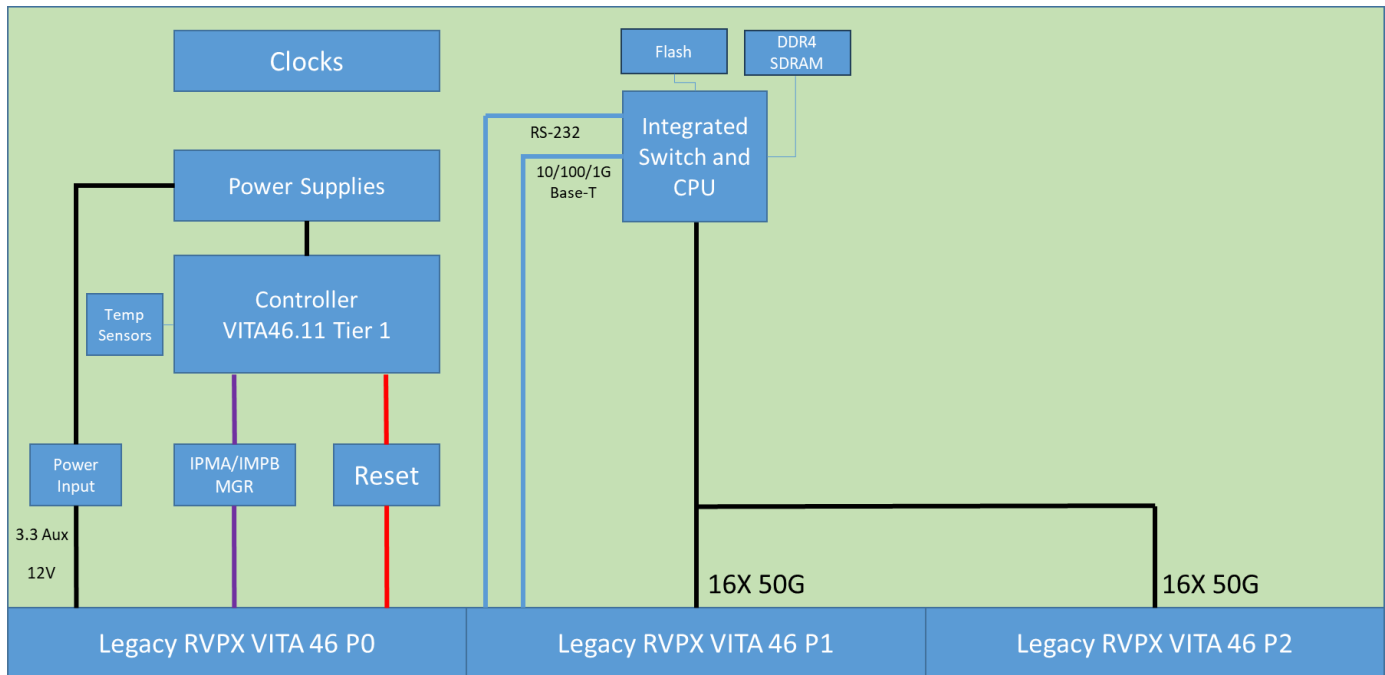 Clocks
Flash
DDR4
SDRAM
Integrated
Switch and
CPU
RS-232
10/100/1G
Base-T
Power Supplies
Controller
VITA46.11 Tier 1
Temp
Sensors
Power
Input
IPMA/IMPB
MGR
Reset
3.3 Aux
12V
16X 50G
16X 50G
Legacy RVPX VITA 46 P0
Legacy RVPX VITA 46 P1
Legacy RVPX VITA 46 P2